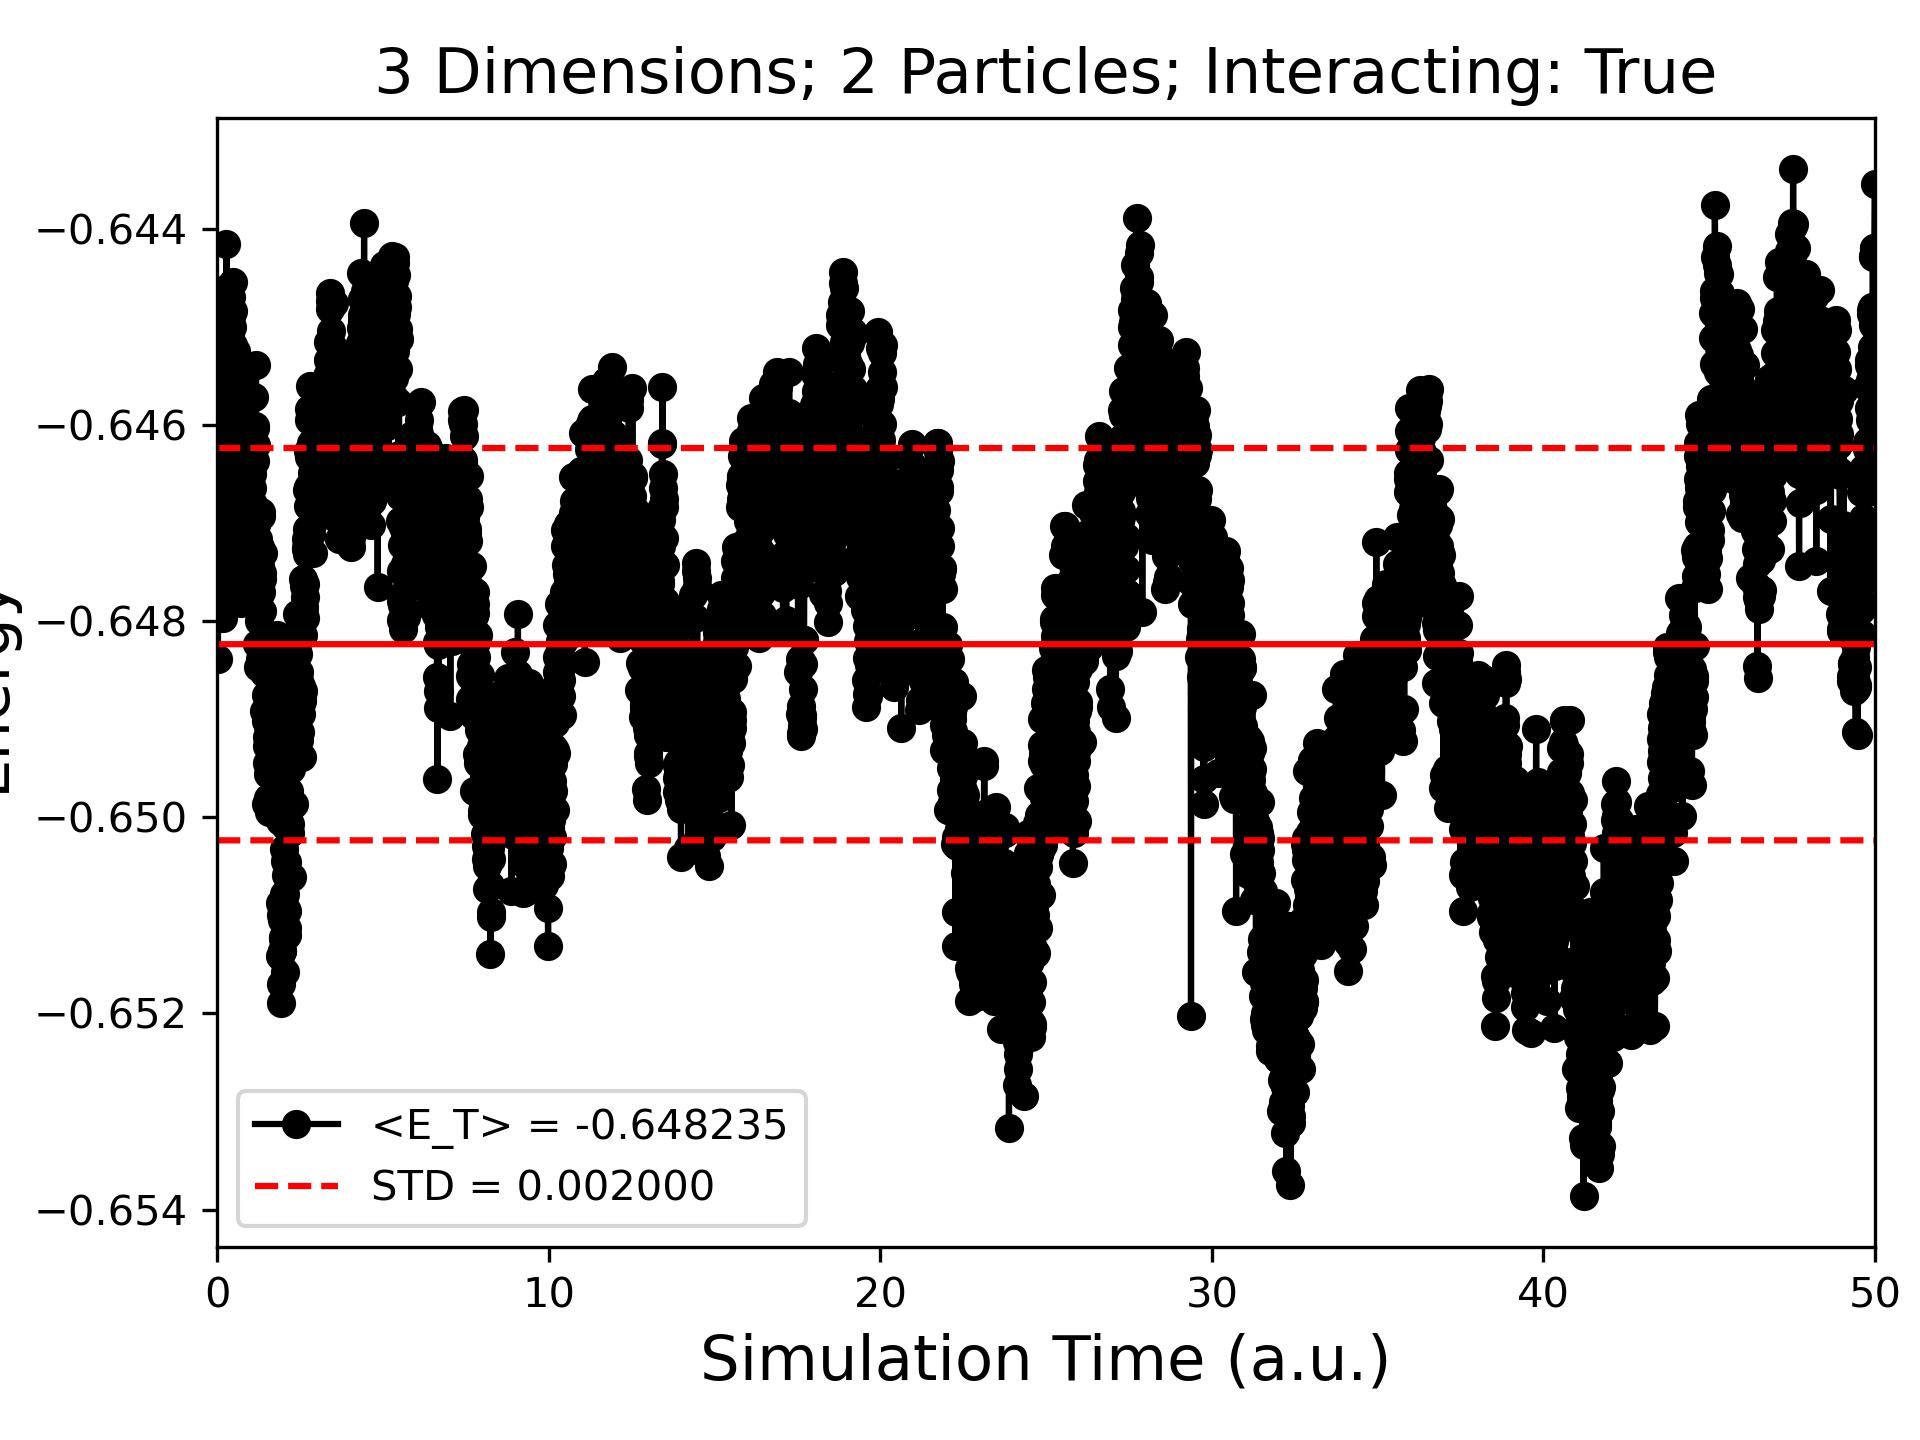 3 Dimensions; 2 Particles; Interacting: True
Energy
−0.644
−0.646
−0.648
−0.650
−0.652
−0.654
<E_T> = -0.648235
STD = 0.002000
0 10 20 30 40 50
Simulation Time (a.u.)